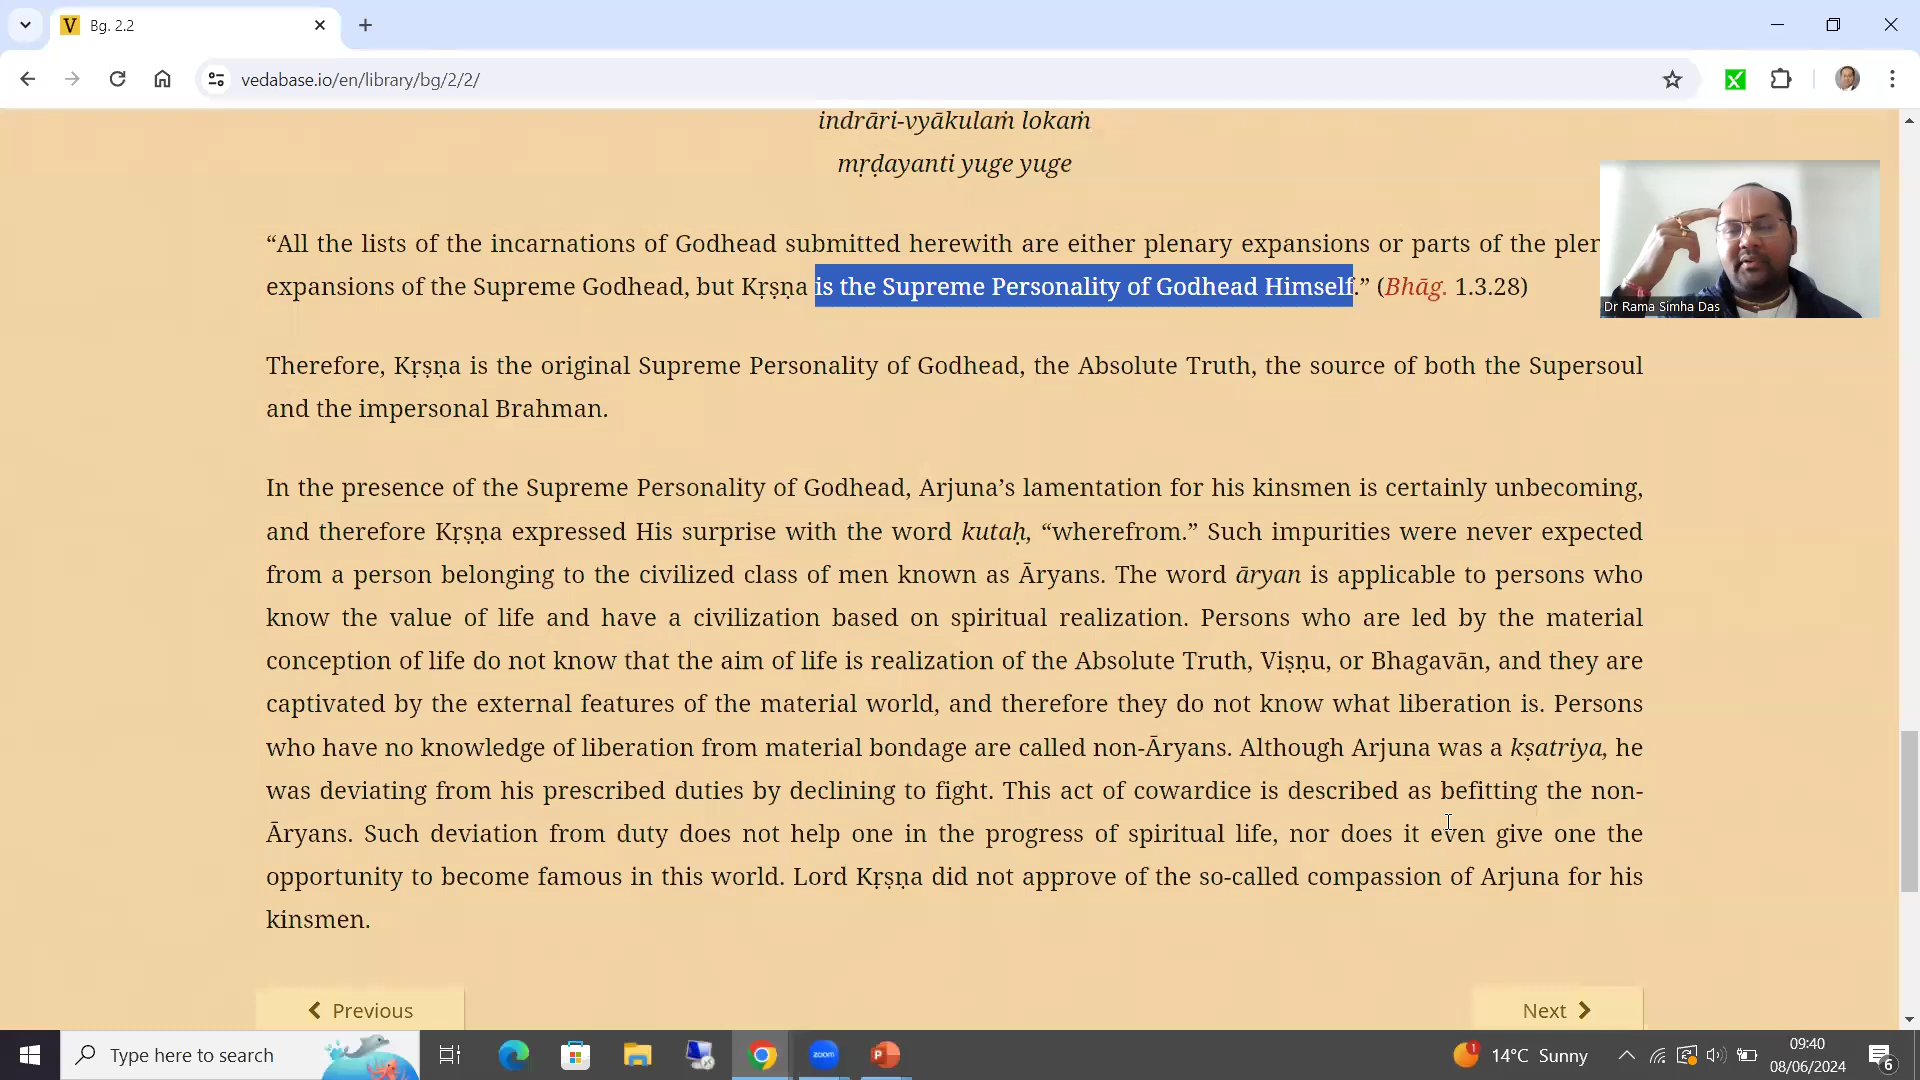 Bg. 2.2
vedabase.io/en/library/bg/2/2/
indrāri-vyākulaṁ lokaṁ
mṛḍayanti yuge yuge
“All the lists of the incarnations of Godhead submitted herewith are either plenary expansions or parts of the plen
expansions of the Supreme Godhead, but Kṛṣṇa is the Supreme Personality of Godhead Himself.” (Bhāg. 1.3.28)
Dr Rama Simha Das
Therefore, Kṛṣṇa is the original Supreme Personality of Godhead, the Absolute Truth, the source of both the Supersoul
and the impersonal Brahman.
In the presence of the Supreme Personality of Godhead, Arjuna’s lamentation for his kinsmen is certainly unbecoming,
and therefore Kṛṣṇa expressed His surprise with the word kutaḥ, “wherefrom.” Such impurities were never expected
from a person belonging to the civilized class of men known as Āryans. The word āryan is applicable to persons who
know the value of life and have a civilization based on spiritual realization. Persons who are led by the material
conception of life do not know that the aim of life is realization of the Absolute Truth, Viṣṇu, or Bhagavān, and they are
captivated by the external features of the material world, and therefore they do not know what liberation is. Persons
who have no knowledge of liberation from material bondage are called non-Āryans. Although Arjuna was a kṣatriya, he
was deviating from his prescribed duties by declining to fight. This act of cowardice is described as befitting the non-
Āryans. Such deviation from duty does not help one in the progress of spiritual life, nor does it even give one the
opportunity to become famous in this world. Lord Kṛṣṇa did not approve of the so-called compassion of Arjuna for his
kinsmen.
Previous
Next
Type here to search
zoom
1
14°C Sunny
09:40
08/06/2024
6